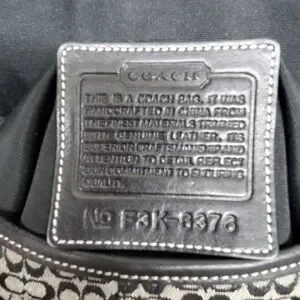 COACH
THIS IS A COACH BAG. IT WAS
HANDCRAFTED IN CHINA FROM
THE FINEST MATERIALS TRIMMED
WITH GENUINE LEATHER. ITS
SUPERIOR CRAFTSMANSHIP AND
ATTENTION TO DETAIL REFLECT
OUR COMMITMENT TO ENDURING
QUALITY.
No F3K-8376